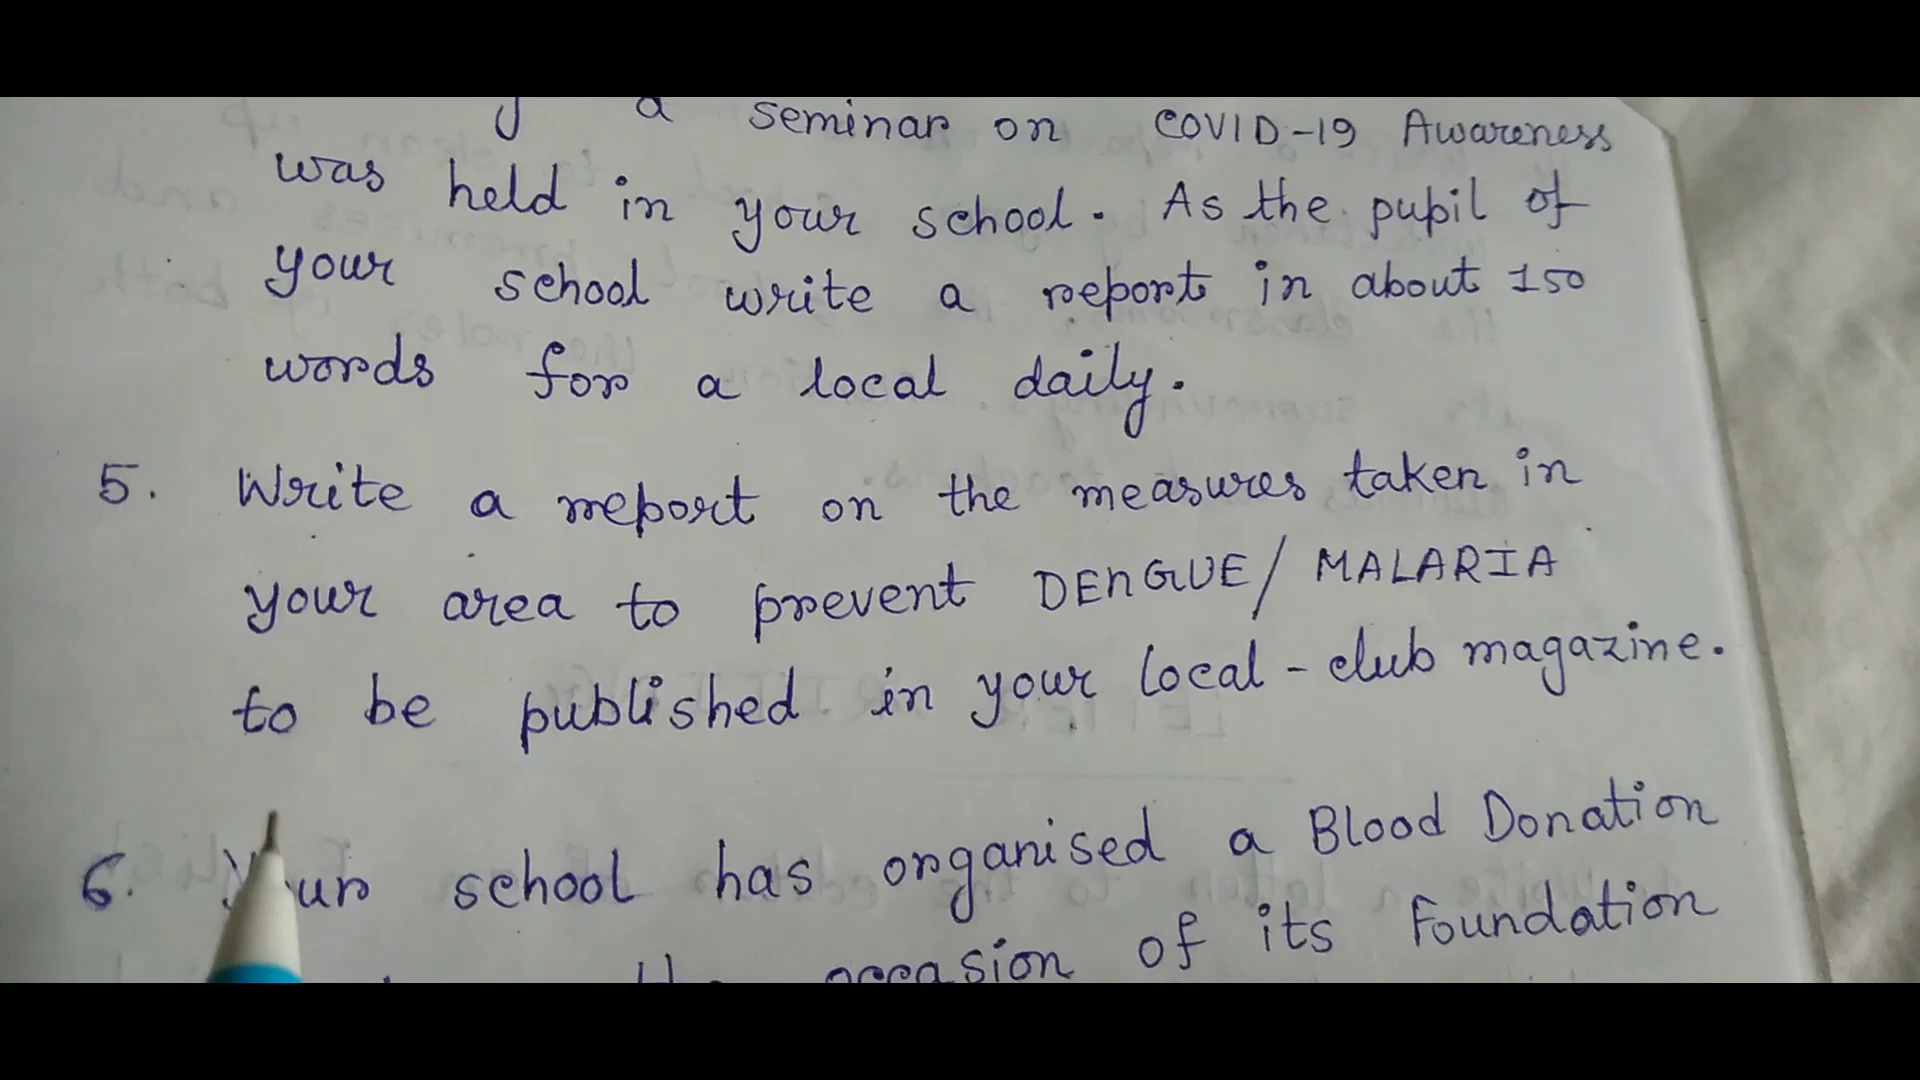 a seminar on COVID-19 Awareness
was held in your school. As the pupil of
your school write a report in about 150
words for a local daily.
5. Write a report on the measures taken in
your area to prevent DENGUE/ MALARIA
to be published in your local-club magazine.
6. Your school has organised a Blood Donation
occasion of its Foundation